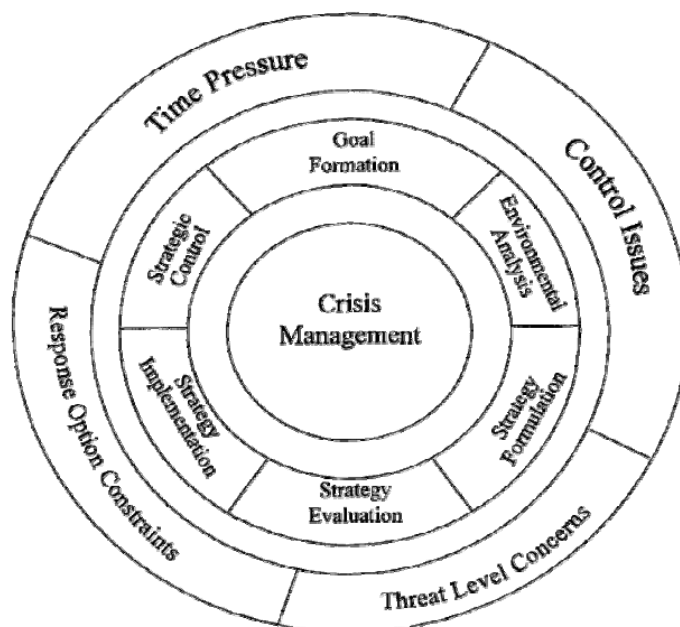 Time Pressure
Control Issues
Threat Level Concerns
Response Option Constraints
Goal
Formation
Environmental
Analysis
Strategy
Formulation
Strategy
Evaluation
Strategy
Implementation
Strategic
Control
Crisis
Management